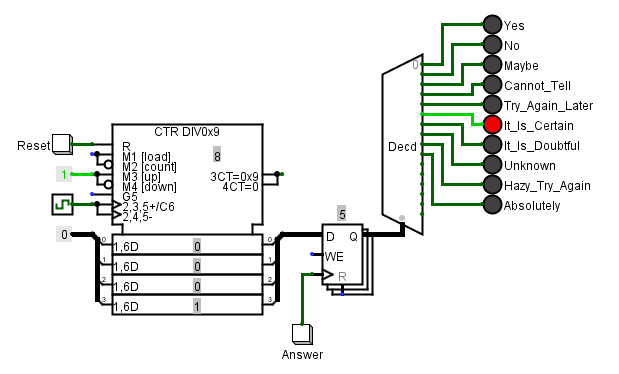 0
Yes
No
Maybe
Cannot_Tell
Try_Again_Later
It_Is_Certain
It_Is_Doubtful
Unknown
Hazy_Try_Again
Absolutely
Decd
CTR DIV0x9
Reset
R
M1 [load]
8
M2 [count]
1
M3 [up]
3CT=0x9
M4 [down]
4CT=0
G5
2,3,5+/C6
2,4,5-
0
0
1,6D
0
0
1
1,6D
0
1
2
1,6D
0
2
3
1,6D
1
3
5
D
Q
WE
R
Answer